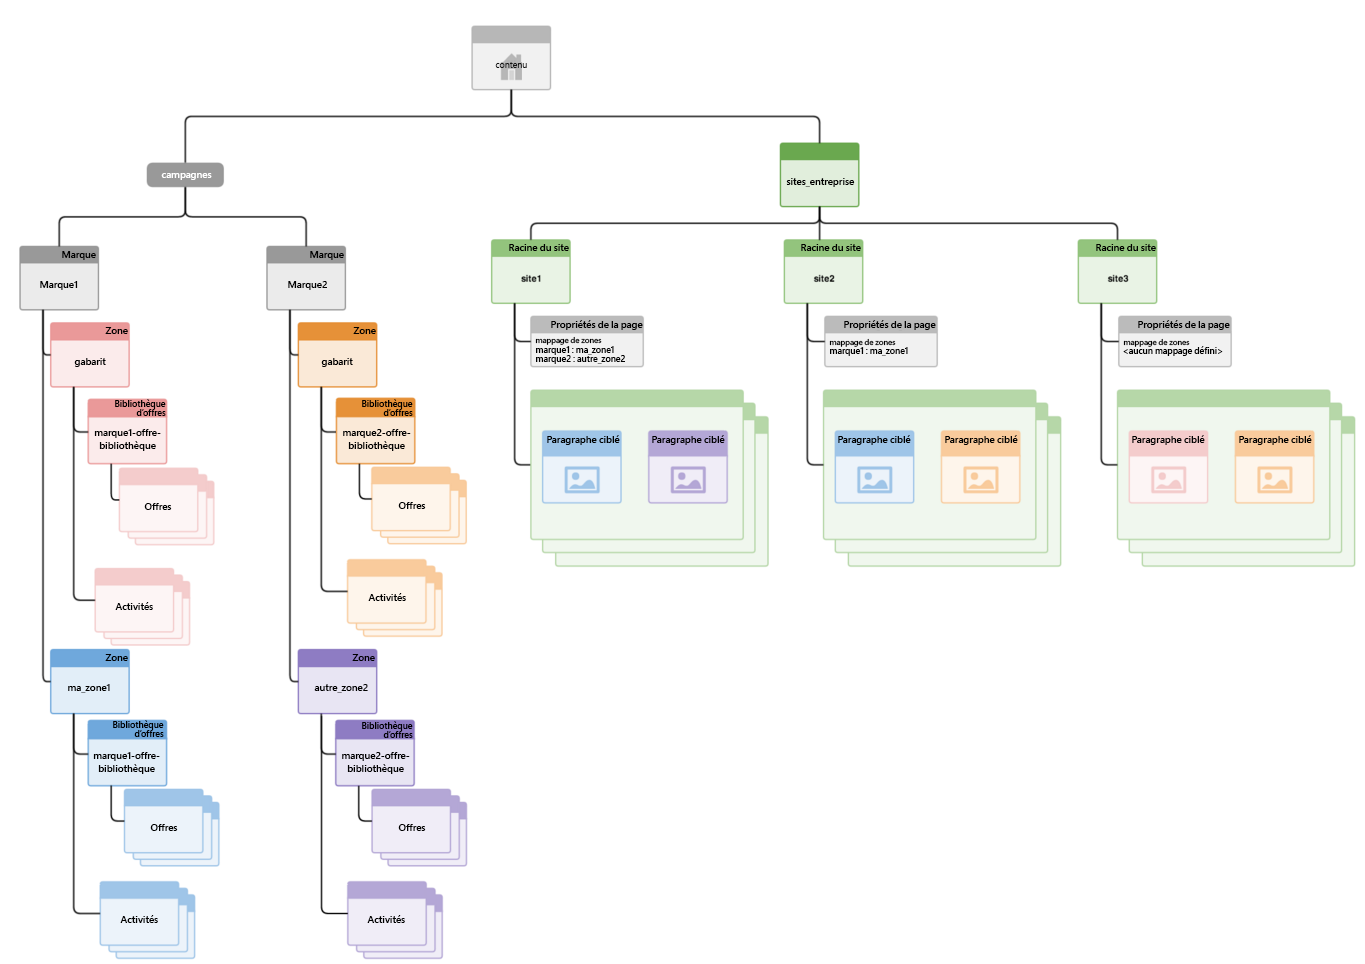 contenu
campagnes
sites_entreprise
Marque
Marque1
Marque
Marque2
Racine du site
site1
Racine du site
site2
Racine du site
site3
Propriétés de la page
mappage de zones
marque1 : ma_zone1
marque2 : autre_zone2
Propriétés de la page
mappage de zones
marque1 : ma_zone1
Propriétés de la page
mappage de zones
<aucun mappage défini>
Zone
gabarit
Bibliothèque
d'offres
marque1-offre-
bibliothèque
Offres
Activités
Zone
gabarit
Bibliothèque
d'offres
marque2-offre-
bibliothèque
Offres
Activités
Paragraphe ciblé
Paragraphe ciblé
Paragraphe ciblé
Paragraphe ciblé
Paragraphe ciblé
Paragraphe ciblé
Zone
ma_zone1
Bibliothèque
d'offres
marque1-offre-
bibliothèque
Offres
Activités
Zone
autre_zone2
Bibliothèque
d'offres
marque2-offre-
bibliothèque
Offres
Activités